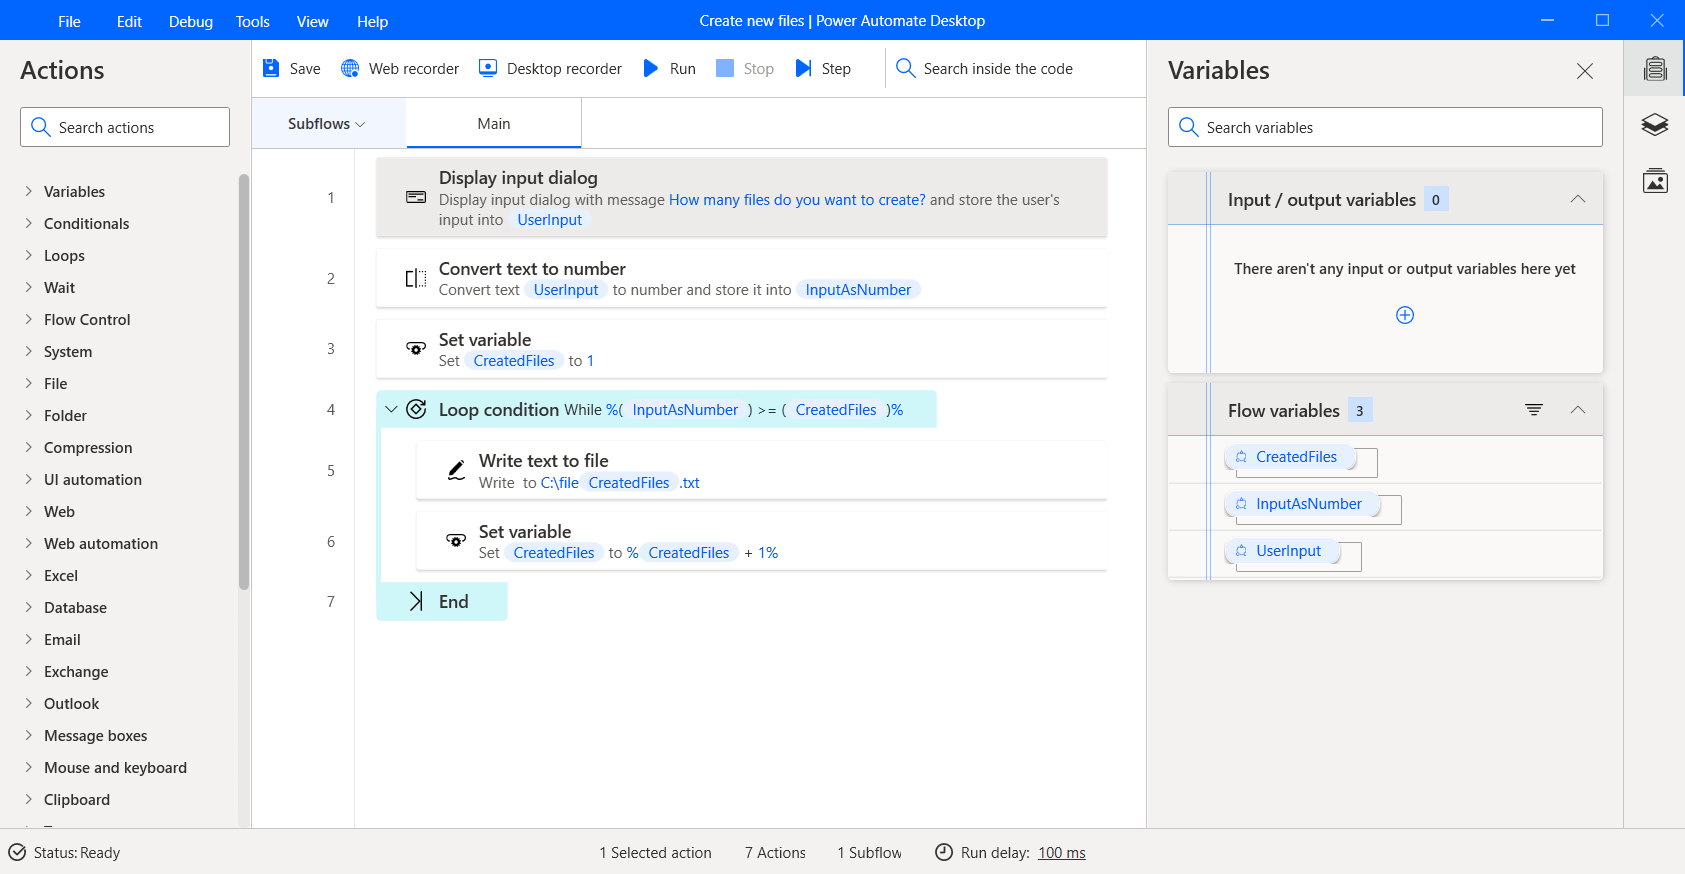 File Edit Debug Tools View Help
Create new files | Power Automate Desktop
Actions
Search actions
Variables
Conditionals
Loops
Wait
Flow Control
System
File
Folder
Compression
UI automation
Web
Web automation
Excel
Database
Email
Exchange
Outlook
Message boxes
Mouse and keyboard
Clipboard
Save Web recorder Desktop recorder Run Stop Step Search inside the code
Subflows Main
1 Display input dialog
Display input dialog with message How many files do you want to create? and store the user's
input into UserInput
2 Convert text to number
Convert text UserInput to number and store it into InputAsNumber
3 Set variable
Set CreatedFiles to 1
4 Loop condition While %( InputAsNumber ) >= ( CreatedFiles )%
5 Write text to file
Write to C:\file CreatedFiles .txt
6 Set variable
Set CreatedFiles to % CreatedFiles + 1%
7 End
Variables
Search variables
Input / output variables 0
There aren't any input or output variables here yet
Flow variables 3
CreatedFiles
InputAsNumber
UserInput
Status: Ready 1 Selected action 7 Actions 1 Subflow Run delay: 100 ms